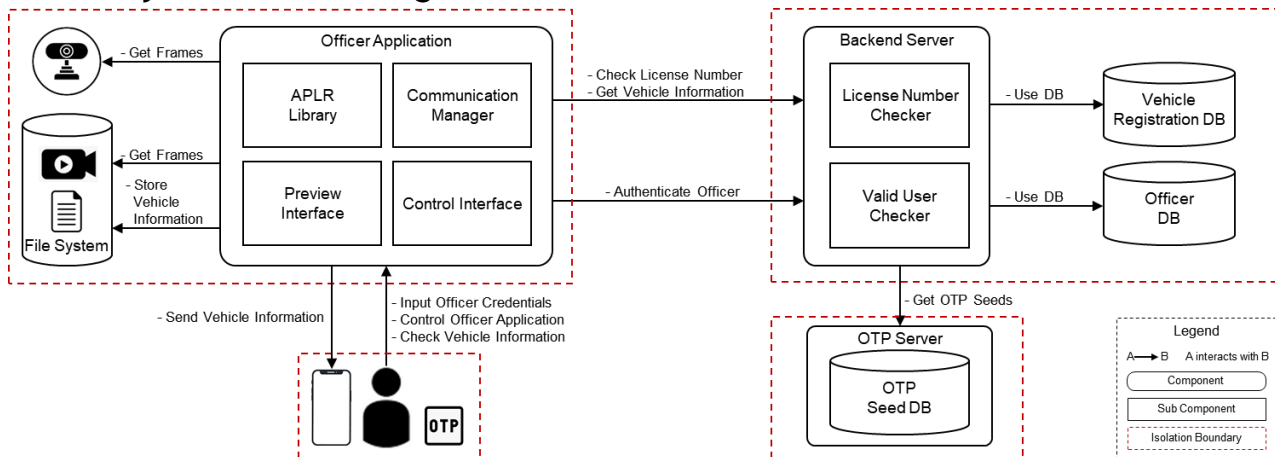 Officer Application
- Get Frames
APLR
Library
Communication
Manager
- Get Frames
- Store
Vehicle
Information
Preview
Interface
Control Interface
File System
- Check License Number
- Get Vehicle Information
- Authenticate Officer
Backend Server
License Number
Checker
Valid User
Checker
- Use DB
Vehicle
Registration DB
- Use DB
Officer
DB
- Send Vehicle Information
- Input Officer Credentials
- Control Officer Application
- Check Vehicle Information
OTP
- Get OTP Seeds
OTP Server
OTP
Seed DB
Legend
A B A interacts with B
Component
Sub Component
Isolation Boundary